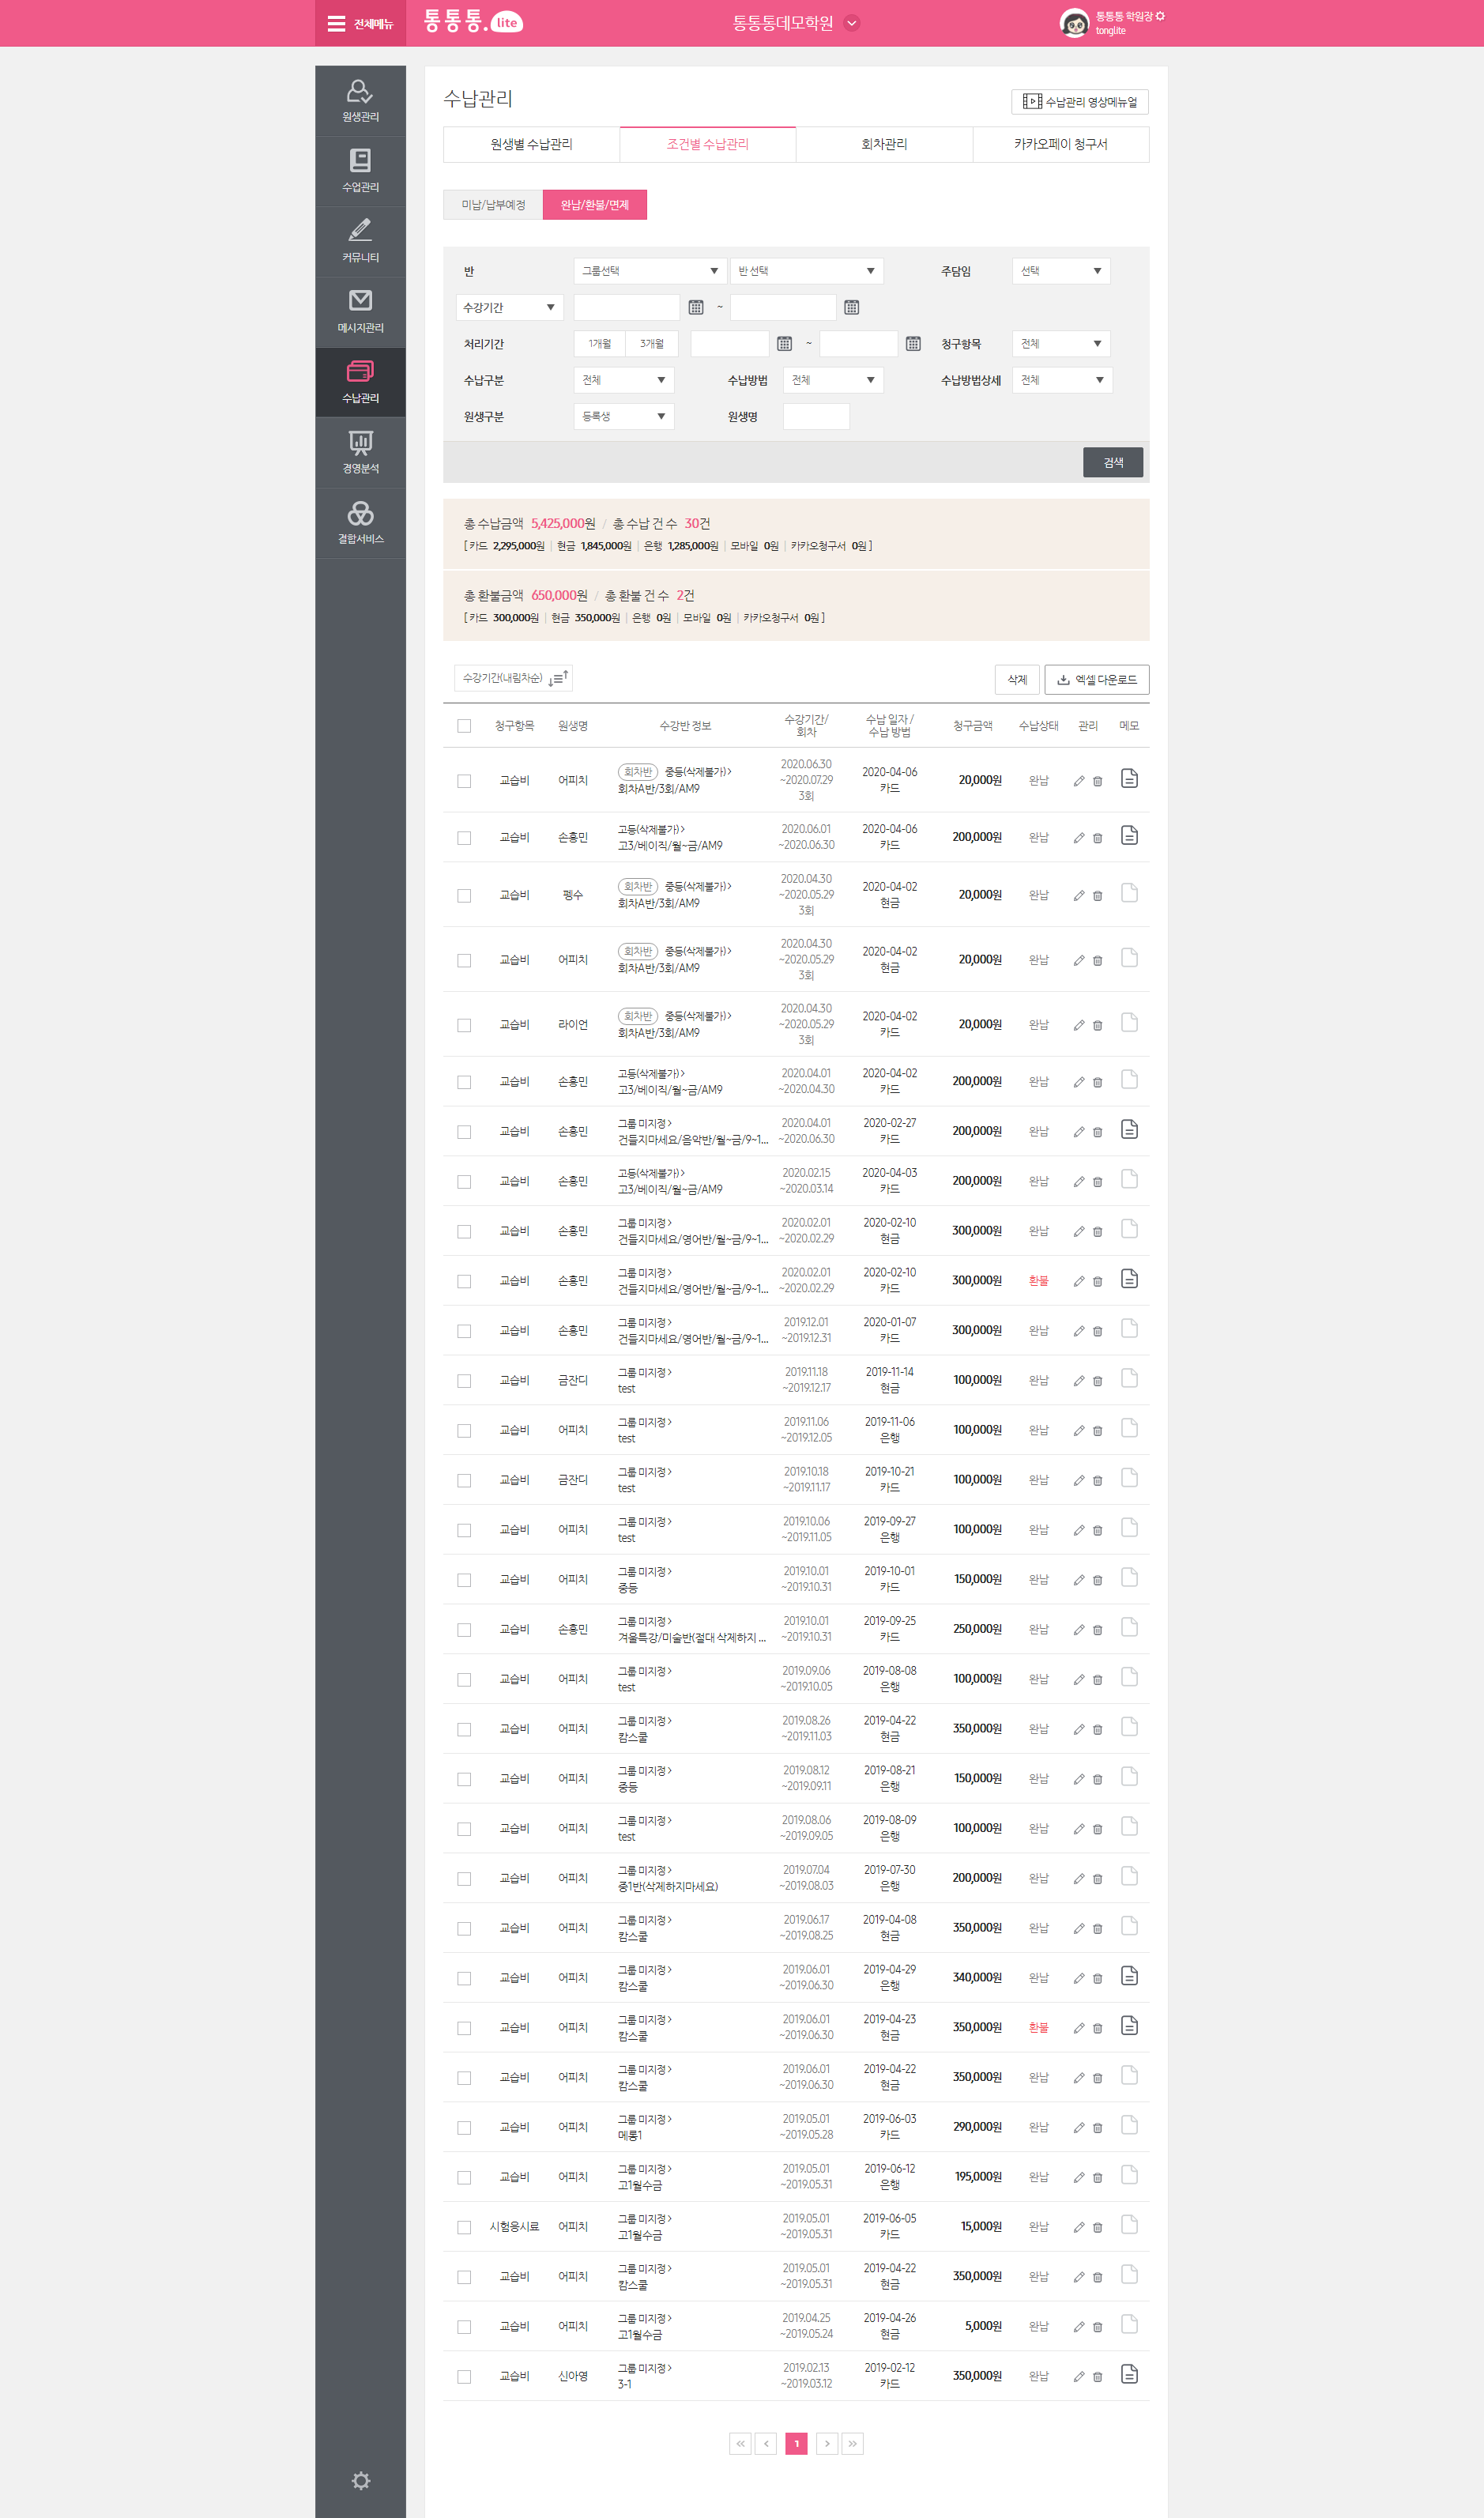 전체메뉴
통통통.lite
통통통데모학원
통통통 학원장
tonglite
원생관리
수업관리
커뮤니티
메시지관리
수납관리
경영분석
결합서비스
수납관리
수납관리 영상메뉴얼
원생별 수납관리 조건별 수납관리 회차관리 카카오페이 청구서
미납/납부예정 완납/환불/면제
반 그룹선택 반 선택 주담임 선택
수강기간 ~
처리기간 1개월 3개월 ~ 청구항목 전체
수납구분 전체 수납방법 전체 수납방법상세 전체
원생구분 등록생 원생명
검색
총 수납금액 5,425,000원 / 총 수납 건 수 30건
[ 카드 2,295,000원 | 현금 1,845,000원 | 은행 1,285,000원 | 모바일 0원 | 카카오청구서 0원 ]
총 환불금액 650,000원 / 총 환불 건 수 2건
[ 카드 300,000원 | 현금 350,000원 | 은행 0원 | 모바일 0원 | 카카오청구서 0원 ]
수강기간(내림차순) 삭제 엑셀 다운로드
청구항목 원생명 수강반 정보 수강기간/ 회차 수납 일자 / 수납 방법 청구금액 수납상태 관리 메모
교습비 어피치 회차반 중등(삭제불가)> 회차A반/3회/AM9 2020.06.30 ~2020.07.29 3회 2020-04-06 카드 20,000원 완납
교습비 손흥민 고등(삭제불가)> 고3/베이직/월~금/AM9 2020.06.01 ~2020.06.30 2020-04-06 카드 200,000원 완납
교습비 펭수 회차반 중등(삭제불가)> 회차A반/3회/AM9 2020.04.30 ~2020.05.29 3회 2020-04-02 현금 20,000원 완납
교습비 어피치 회차반 중등(삭제불가)> 회차A반/3회/AM9 2020.04.30 ~2020.05.29 3회 2020-04-02 현금 20,000원 완납
교습비 라이언 회차반 중등(삭제불가)> 회차A반/3회/AM9 2020.04.30 ~2020.05.29 3회 2020-04-02 카드 20,000원 완납
교습비 손흥민 고등(삭제불가)> 고3/베이직/월~금/AM9 2020.04.01 ~2020.04.30 2020-04-02 카드 200,000원 완납
교습비 손흥민 그룹 미지정> 건들지마세요/음악반/월~금/9~1... 2020.04.01 ~2020.06.30 2020-02-27 카드 200,000원 완납
교습비 손흥민 고등(삭제불가)> 고3/베이직/월~금/AM9 2020.02.15 ~2020.03.14 2020-04-03 카드 200,000원 완납
교습비 손흥민 그룹 미지정> 건들지마세요/영어반/월~금/9~1... 2020.02.01 ~2020.02.29 2020-02-10 현금 300,000원 완납
교습비 손흥민 그룹 미지정> 건들지마세요/영어반/월~금/9~1... 2020.02.01 ~2020.02.29 2020-02-10 카드 300,000원 환불
교습비 손흥민 그룹 미지정> 건들지마세요/영어반/월~금/9~1... 2019.12.01 ~2019.12.31 2020-01-07 카드 300,000원 완납
교습비 금잔디 그룹 미지정> test 2019.11.18 ~2019.12.17 2019-11-14 현금 100,000원 완납
교습비 어피치 그룹 미지정> test 2019.11.06 ~2019.12.05 2019-11-06 은행 100,000원 완납
교습비 금잔디 그룹 미지정> test 2019.10.18 ~2019.11.17 2019-10-21 카드 100,000원 완납
교습비 어피치 그룹 미지정> test 2019.10.06 ~2019.11.05 2019-09-27 은행 100,000원 완납
교습비 어피치 그룹 미지정> 중등 2019.10.01 ~2019.10.31 2019-10-01 카드 150,000원 완납
교습비 손흥민 그룹 미지정> 겨울특강/미술반(절대 삭제하지 ... 2019.10.01 ~2019.10.31 2019-09-25 카드 250,000원 완납
교습비 어피치 그룹 미지정> test 2019.09.06 ~2019.10.05 2019-08-08 은행 100,000원 완납
교습비 어피치 그룹 미지정> 캄스쿨 2019.08.26 ~2019.11.03 2019-04-22 현금 350,000원 완납
교습비 어피치 그룹 미지정> 중등 2019.08.12 ~2019.09.11 2019-08-21 은행 150,000원 완납
교습비 어피치 그룹 미지정> test 2019.08.06 ~2019.09.05 2019-08-09 은행 100,000원 완납
교습비 어피치 그룹 미지정> 중1반(삭제하지마세요) 2019.07.04 ~2019.08.03 2019-07-30 은행 200,000원 완납
교습비 어피치 그룹 미지정> 캄스쿨 2019.06.17 ~2019.08.25 2019-04-08 현금 350,000원 완납
교습비 어피치 그룹 미지정> 캄스쿨 2019.06.01 ~2019.06.30 2019-04-29 은행 340,000원 완납
교습비 어피치 그룹 미지정> 캄스쿨 2019.06.01 ~2019.06.30 2019-04-23 현금 350,000원 환불
교습비 어피치 그룹 미지정> 캄스쿨 2019.06.01 ~2019.06.30 2019-04-22 현금 350,000원 완납
교습비 어피치 그룹 미지정> 메롱1 2019.05.01 ~2019.05.28 2019-06-03 카드 290,000원 완납
교습비 어피치 그룹 미지정> 고1월수금 2019.05.01 ~2019.05.31 2019-06-12 은행 195,000원 완납
시험응시료 어피치 그룹 미지정> 고1월수금 2019.05.01 ~2019.05.31 2019-06-05 카드 15,000원 완납
교습비 어피치 그룹 미지정> 캄스쿨 2019.05.01 ~2019.05.31 2019-04-22 현금 350,000원 완납
교습비 어피치 그룹 미지정> 고1월수금 2019.04.25 ~2019.05.24 2019-04-26 현금 5,000원 완납
교습비 신아영 그룹 미지정> 3-1 2019.02.13 ~2019.03.12 2019-02-12 카드 350,000원 완납
1